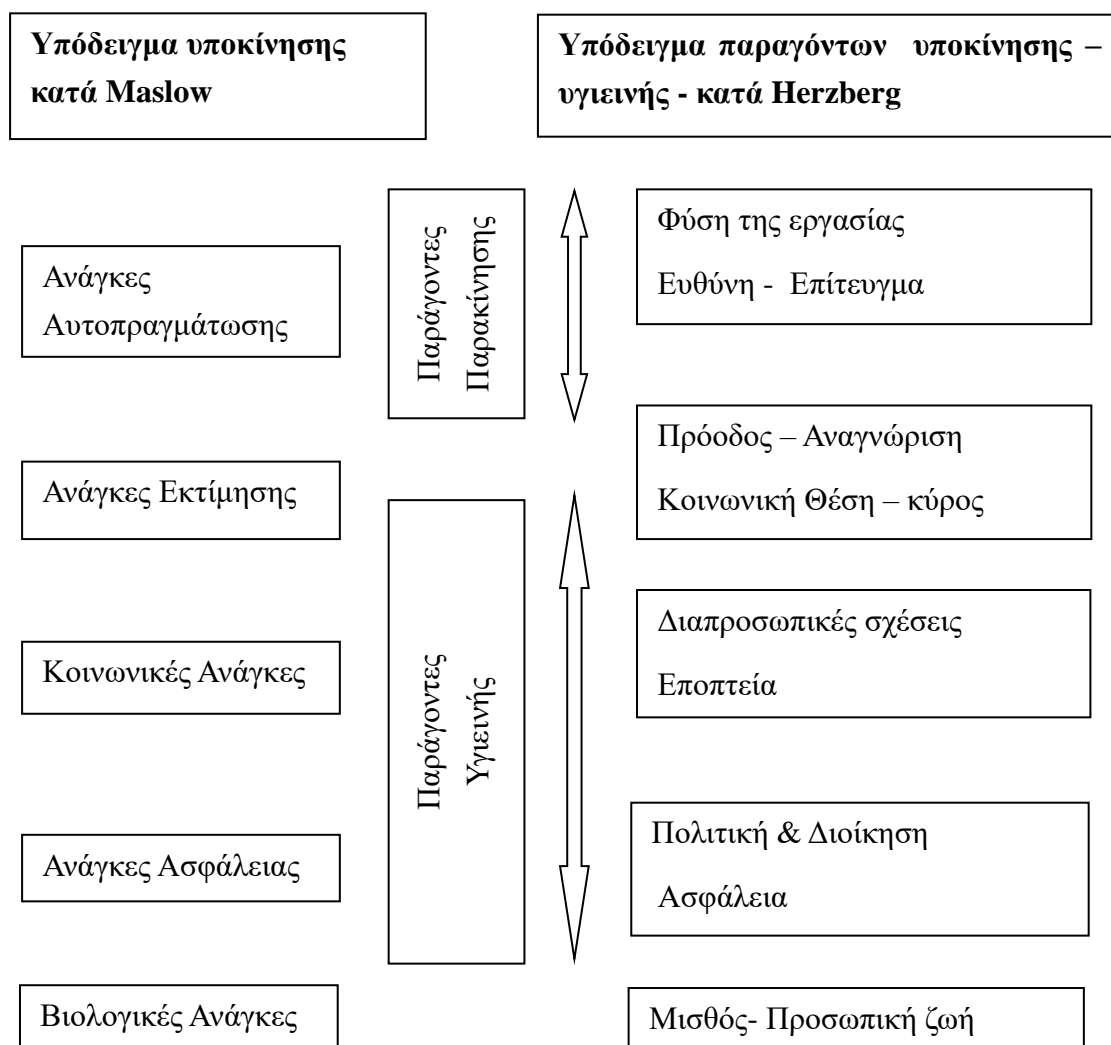 Υπόδειγμα υποκίνησης
κατά Maslow
Υπόδειγμα παραγόντων υποκίνησης –
υγιεινής - κατά Herzberg
Ανάγκες
Αυτοπραγμάτωσης
Παράγοντες
Παρακίνησης
Φύση της εργασίας
Ευθύνη - Επίτευγμα
Ανάγκες Εκτίμησης
Πρόοδος – Αναγνώριση
Κοινωνική Θέση – κύρος
Κοινωνικές Ανάγκες
Παράγοντες
Υγιεινής
Διαπροσωπικές σχέσεις
Εποπτεία
Ανάγκες Ασφάλειας
Πολιτική & Διοίκηση
Ασφάλεια
Βιολογικές Ανάγκες
Μισθός- Προσωπική ζωή